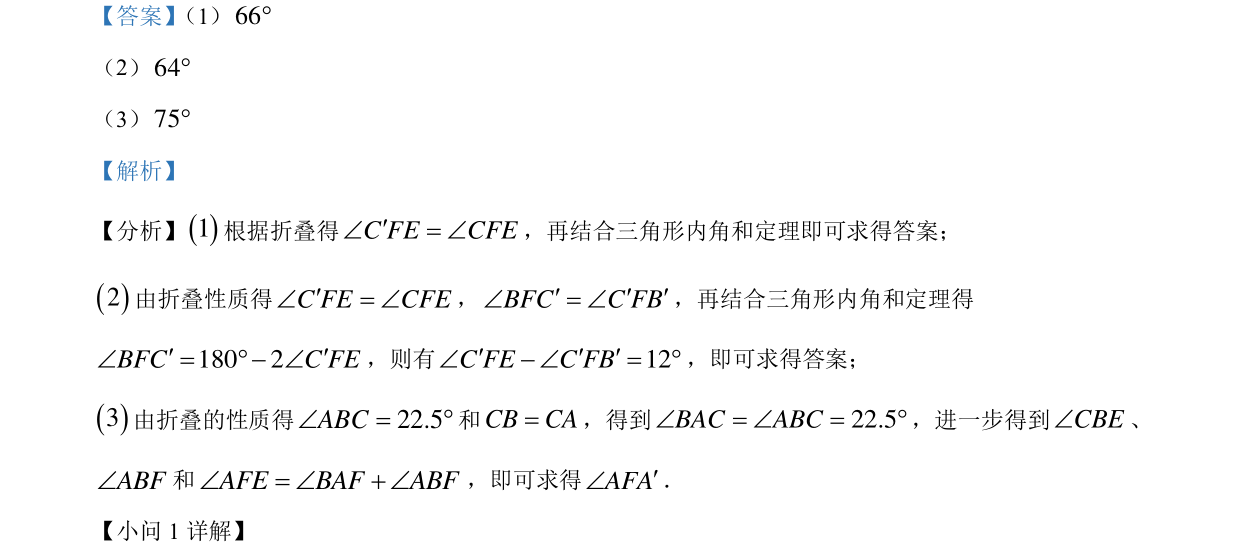 【答案】（1）66°
（2）64°
（3）75°
【解析】
【分析】(1)根据折叠得∠C′FE = ∠CFE，再结合三角形内角和定理即可求得答案；
(2)由折叠性质得∠C′FE = ∠CFE，∠BFC′ = ∠C′FB′，再结合三角形内角和定理得
∠BFC′ = 180° − 2∠C′FE，则有∠C′FE − ∠C′FB′ = 12°，即可求得答案；
(3)由折叠的性质得∠ABC = 22.5°和CB = CA，得到∠BAC = ∠ABC = 22.5°，进一步得到∠CBE、
∠ABF和∠AFE = ∠BAF + ∠ABF，即可求得∠AFA′．
【小问1详解】